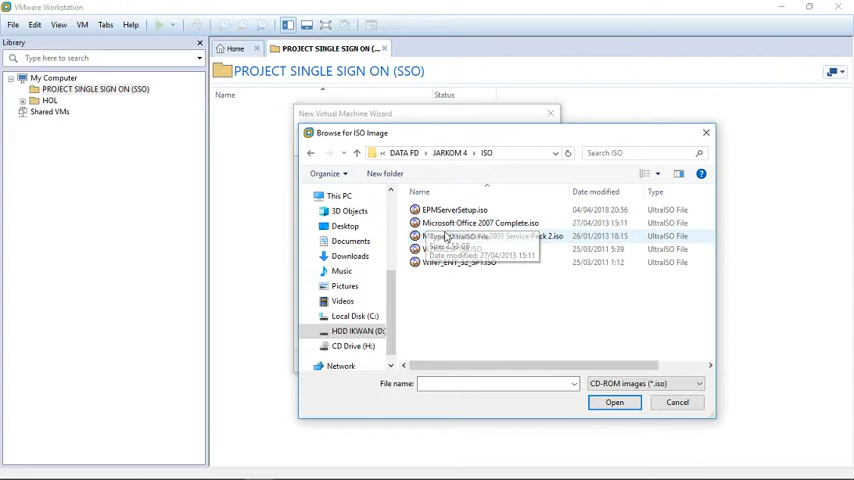 VMware Workstation
File Edit View VM Tabs Help
Library
Type here to search
Home
PROJECT SINGLE SIGN ON (...
My Computer
PROJECT SINGLE SIGN ON (SSO)
HOL
Shared VMs
PROJECT SINGLE SIGN ON (SSO)
Name Status
New Virtual Machine Wizard
Browse for ISO Image
« DATA FD JARKOM 4 ISO
Search ISO
Organize New folder
This PC
3D Objects
Desktop
Documents
Downloads
Music
Pictures
Videos
Local Disk (C:)
HDD IKWAN (D:
CD Drive (H:)
Network
Name Date modified Type
EPMServerSetup.iso 04/04/2018 20:56 UltraISO File
Microsoft Office 2007 Complete.iso 27/04/2013 15:11 UltraISO File
2003 Service Pack 2.iso 26/01/2013 18:15 UltraISO File
25/03/2011 5:39 UltraISO File
WIN7_ENT_32_SP1.ISO 25/03/2011 1:12 UltraISO File
Type: UltraISO File
Date modified: 27/04/2013 15:11
File name:
CD-ROM images (*.iso)
Open Cancel